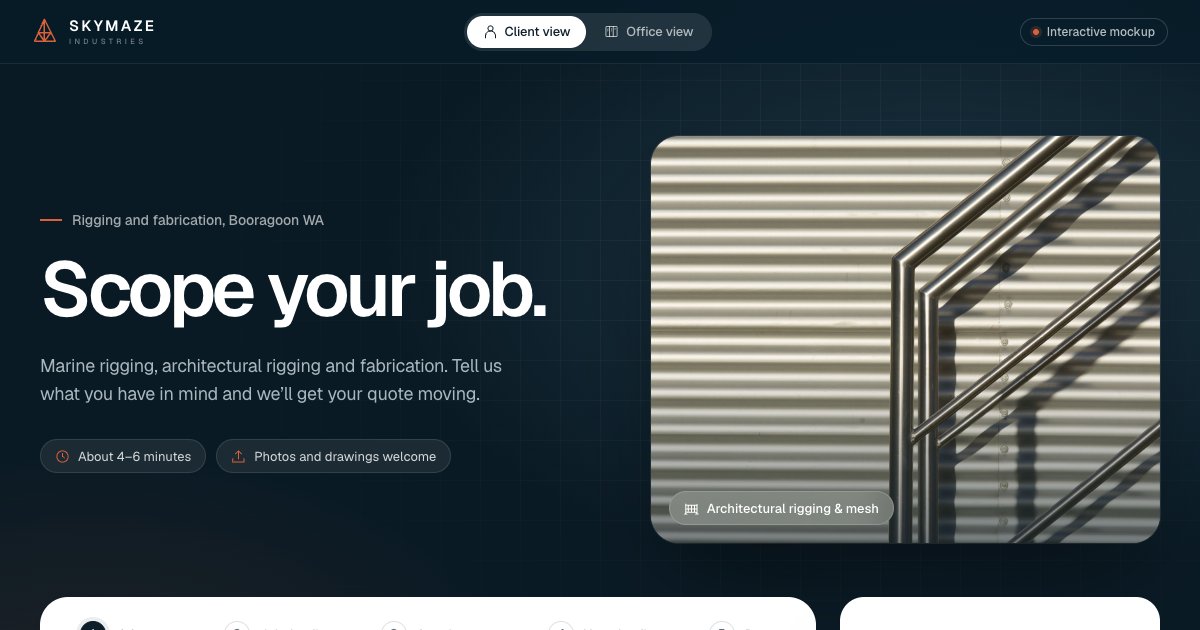 SKYMAZE
INDUSTRIES
Client view
Office view
Interactive mockup
Rigging and fabrication, Booragoon WA
Scope your job.
Marine rigging, architectural rigging and fabrication. Tell us
what you have in mind and we’ll get your quote moving.
About 4–6 minutes
Photos and drawings welcome
Architectural rigging & mesh